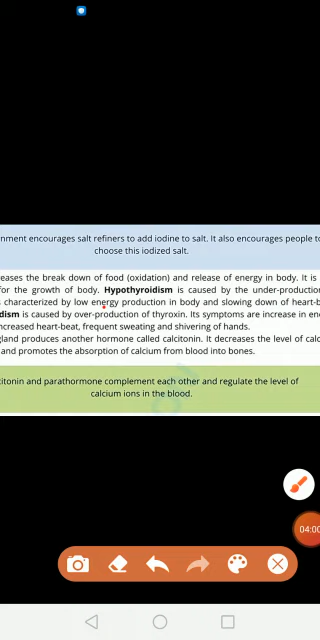 nment encourages salt refiners to add iodine to salt. It also encourages people to
choose this iodized salt.
eases the break down of food (oxidation) and release of energy in body. It is
for the growth of body. Hypothyroidism is caused by the under-production
s characterized by low energy production in body and slowing down of heart-b
dism is caused by over-production of thyroxin. Its symptoms are increase in en
ncreased heart-beat, frequent sweating and shivering of hands.
gland produces another hormone called calcitonin. It decreases the level of calc
and promotes the absorption of calcium from blood into bones.
citonin and parathormone complement each other and regulate the level of
calcium ions in the blood.
04:00